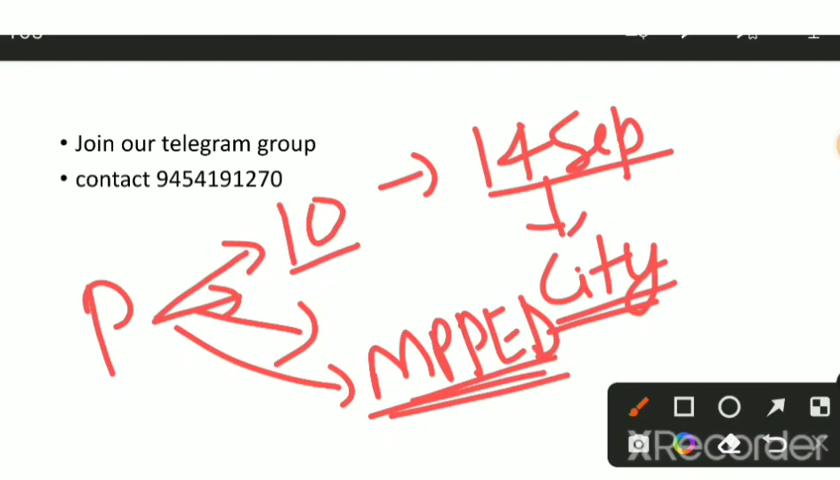 • Join our telegram group
• contact 9454191270
10 → 14 Sep
City
P
MPPED
XRecorder